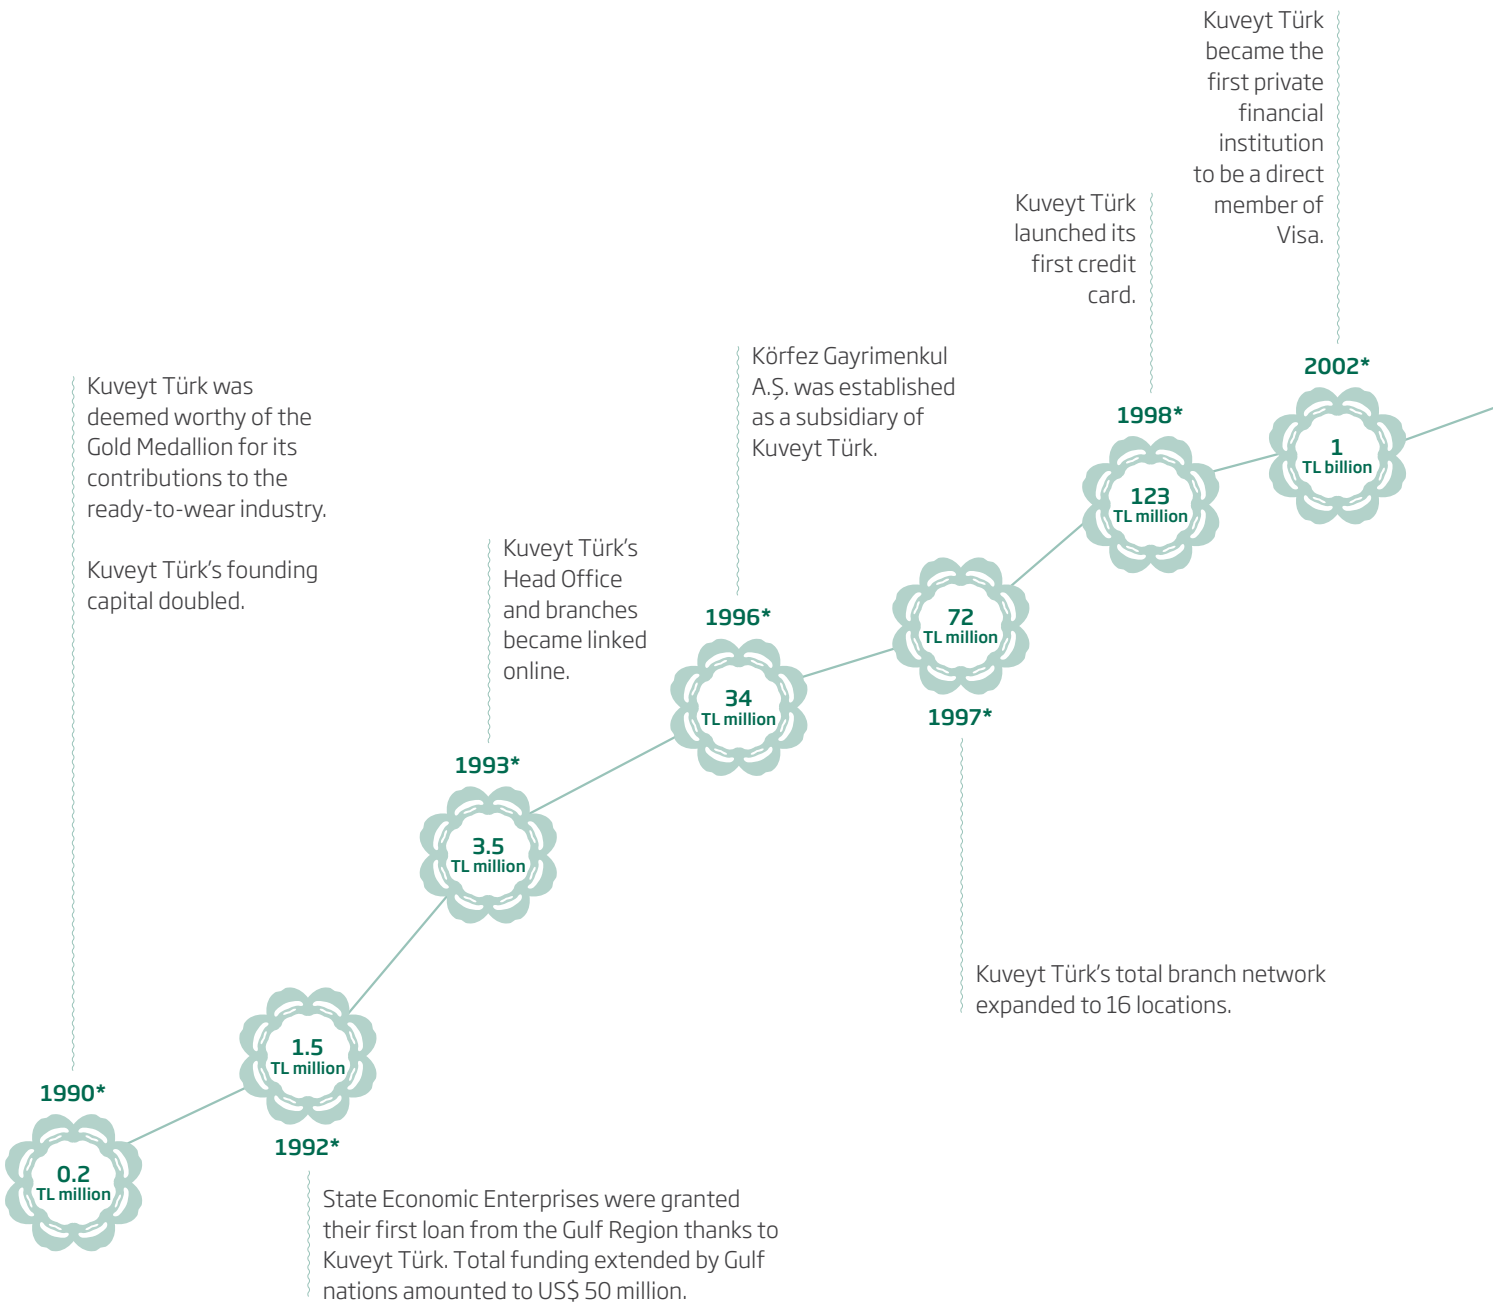 Kuveyt Türk was
deemed worthy of the
Gold Medallion for its
contributions to the
ready-to-wear industry.
Kuveyt Türk’s founding
capital doubled.
1990*
0.2
TL million
1.5
TL million
1992*
State Economic Enterprises were granted
their first loan from the Gulf Region thanks to
Kuveyt Türk. Total funding extended by Gulf
nations amounted to US$ 50 million.
Kuveyt Türk’s
Head Office
and branches
became linked
online.
1993*
3.5
TL million
Körfez Gayrimenkul
A.Ş. was established
as a subsidiary of
Kuveyt Türk.
1996*
34
TL million
72
TL million
1997*
Kuveyt Türk’s total branch network
expanded to 16 locations.
Kuveyt Türk
launched its
first credit
card.
1998*
123
TL million
Kuveyt Türk
became the
first private
financial
institution
to be a direct
member of
Visa.
2002*
1
TL billion